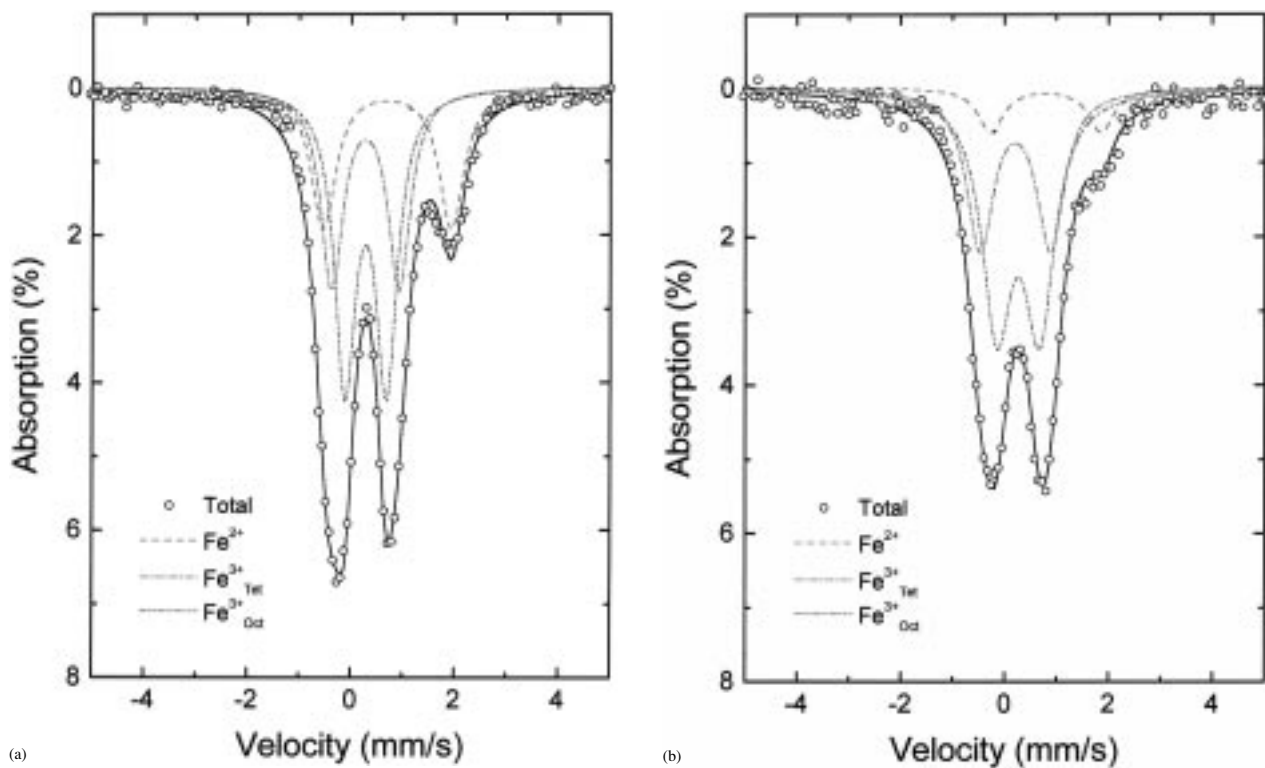 0
2
4
6
8
Absorption (%)
Total
Fe²⁺
Fe³⁺Tet
Fe³⁺Oct
-4
-2
0
2
4
Velocity (mm/s)
(a)
0
2
4
6
8
Absorption (%)
Total
Fe²⁺
Fe³⁺Tet
Fe³⁺Oct
-4
-2
0
2
4
Velocity (mm/s)
(b)